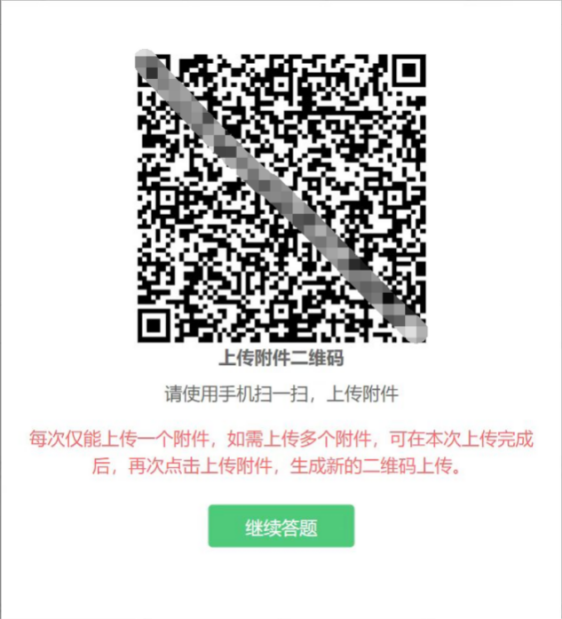 上传附件二维码
请使用手机扫一扫，上传附件
每次仅能上传一个附件，如需上传多个附件，可在本次上传完成
后，再次点击上传附件，生成新的二维码上传。
继续答题